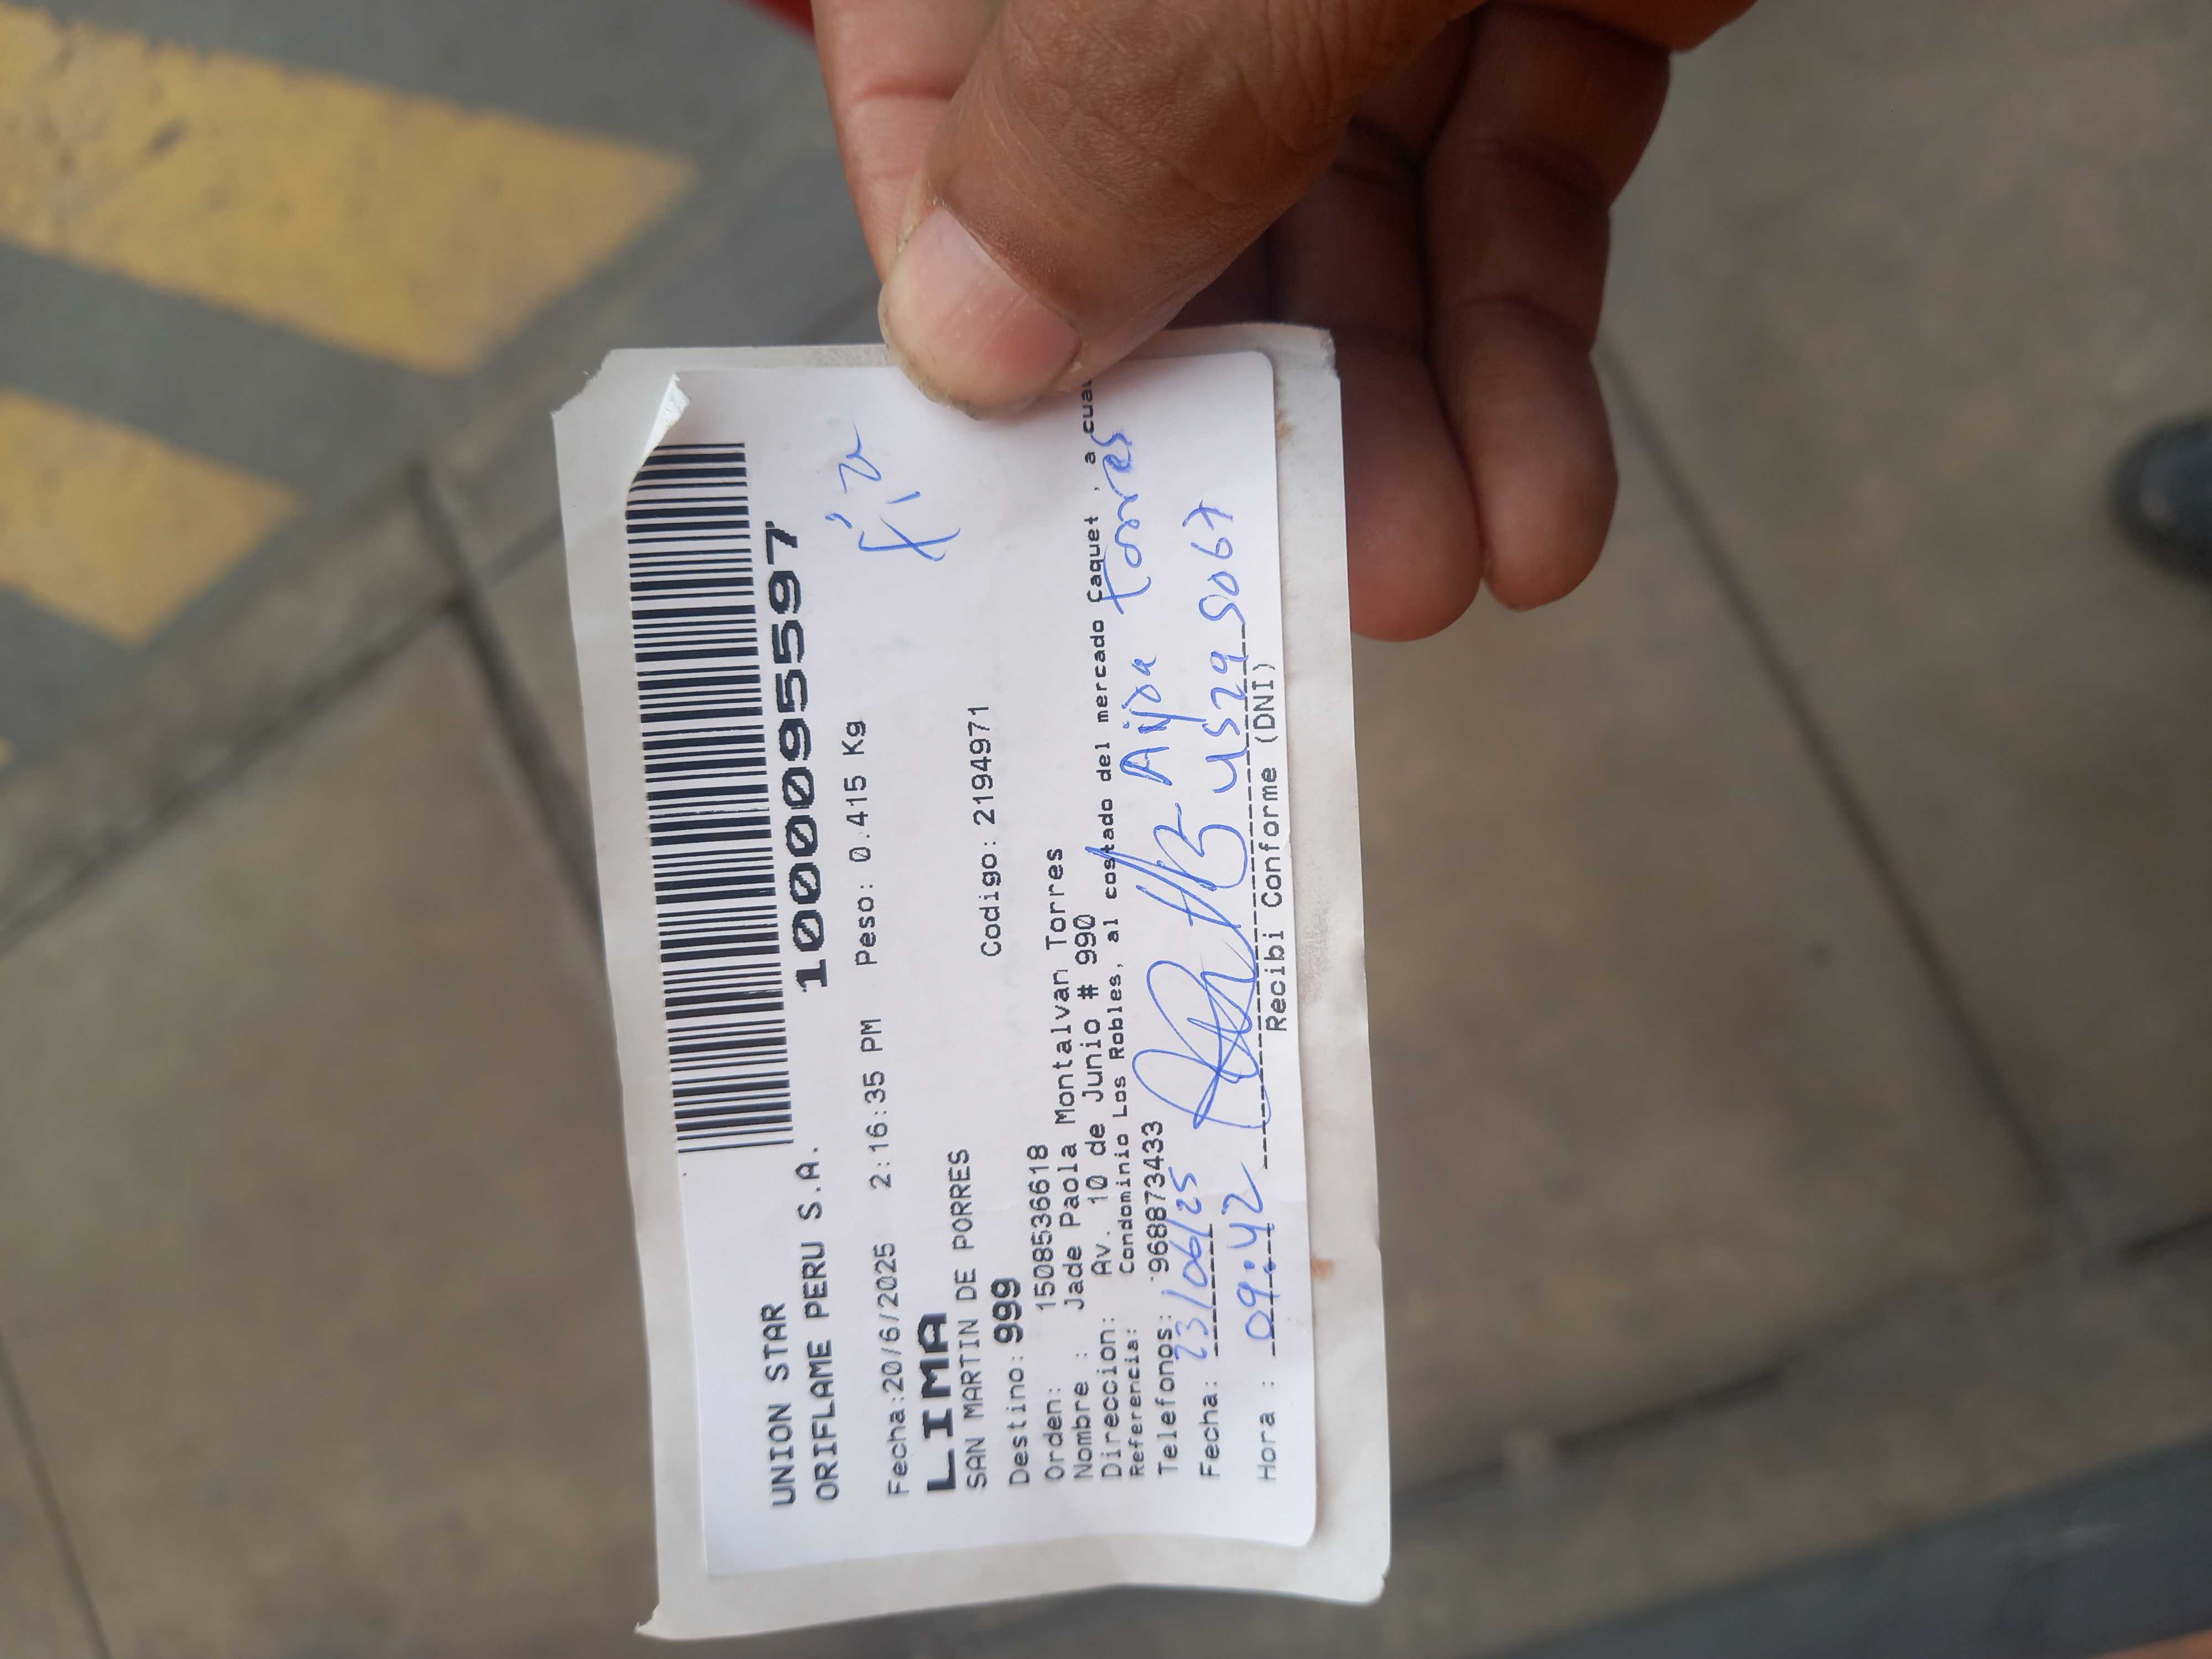 UNION STAR
ORIFLAME PERU S.A.
10000955597
Fecha:20/6/2025 2:16:35 PM Peso: 0.415 Kg
LIMA
SAN MARTIN DE PORRES
Destino: 999 Codigo: 2194971
Orden: 1508536618
Nombre : Jade Paola Montalvan Torres
Direccion: Av. 10 de Junio # 990
Referencia: Condominio Los Robles, al costado del mercado Caquet , a cua
Telefonos: 968873433
Torres
Fecha: 23/06/25
Hora : 09:42
45295067
Recibi Conforme (DNI)